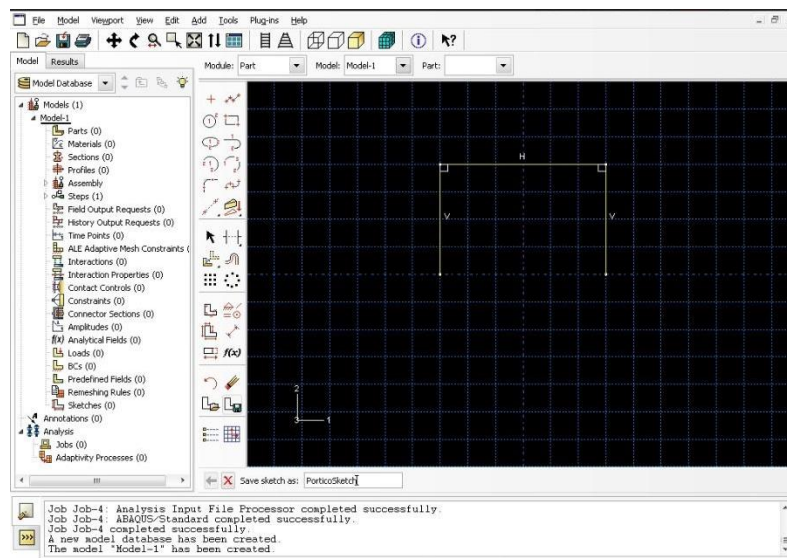 File Model Viewport View Edit Add Tools Plug-ins Help
Model Results
Module: Part Model: Model-1 Part:
Model Database
Models (1)
Model-1
Parts (0)
Materials (0)
Sections (0)
Profiles (0)
Assembly
Steps (1)
Field Output Requests (0)
History Output Requests (0)
Time Points (0)
ALE Adaptive Mesh Constraints (
Interactions (0)
Interaction Properties (0)
Contact Controls (0)
Constraints (0)
Connector Sections (0)
Amplitudes (0)
Analytical Fields (0)
Loads (0)
BCs (0)
Predefined Fields (0)
Remeshing Rules (0)
Sketches (0)
Annotations (0)
Analysis
Jobs (0)
Adaptivity Processes (0)
f(x)
H
V V
2
3 1
Save sketch as: PorticoSketch
Job Job-4: Analysis Input File Processor completed successfully.
Job Job-4: ABAQUS/Standard completed successfully.
Job Job-4 completed successfully.
A new model database has been created.
The model "Model-1" has been created.